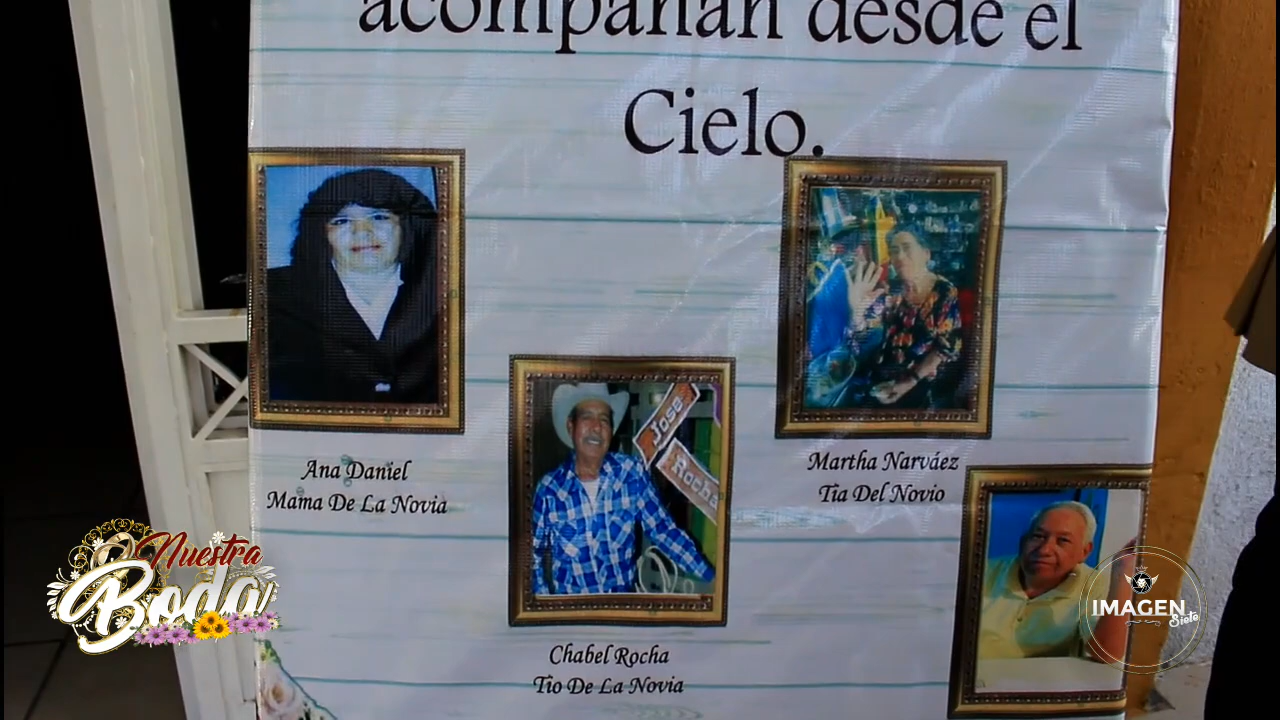 acompañan desde el
Cielo.
Ana Daniel
Mama De La Novia
Jose
Rocha
Martha Narváez
Tia Del Novio
Chabel Rocha
Tio De La Novia
Nuestra
Boda
IMAGEN
Siete